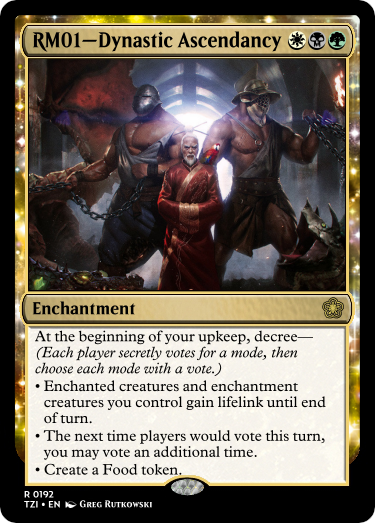 RM01—Dynastic Ascendancy
Enchantment
At the beginning of your upkeep, decree—
(Each player secretly votes for a mode, then
choose each mode with a vote.)
• Enchanted creatures and enchantment
creatures you control gain lifelink until end
of turn.
• The next time players would vote this turn,
you may vote an additional time.
• Create a Food token.
R 0192
TZI • EN Greg Rutkowski